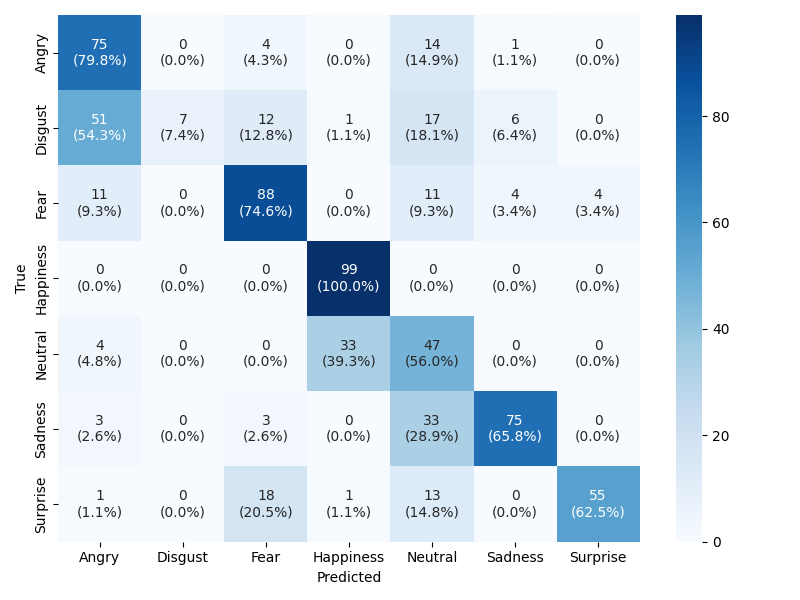 Angry 75 0 4 0 14 1 0
(79.8%) (0.0%) (4.3%) (0.0%) (14.9%) (1.1%) (0.0%)
Disgust 51 7 12 1 17 6 0
(54.3%) (7.4%) (12.8%) (1.1%) (18.1%) (6.4%) (0.0%)
Fear 11 0 88 0 11 4 4
(9.3%) (0.0%) (74.6%) (0.0%) (9.3%) (3.4%) (3.4%)
Happiness 0 0 0 99 0 0 0
(0.0%) (0.0%) (0.0%) (100.0%) (0.0%) (0.0%) (0.0%)
Neutral 4 0 0 33 47 0 0
(4.8%) (0.0%) (0.0%) (39.3%) (56.0%) (0.0%) (0.0%)
Sadness 3 0 3 0 33 75 0
(2.6%) (0.0%) (2.6%) (0.0%) (28.9%) (65.8%) (0.0%)
Surprise 1 0 18 1 13 0 55
(1.1%) (0.0%) (20.5%) (1.1%) (14.8%) (0.0%) (62.5%)
True
Angry Disgust Fear Happiness Neutral Sadness Surprise
Predicted
80
60
40
20
0